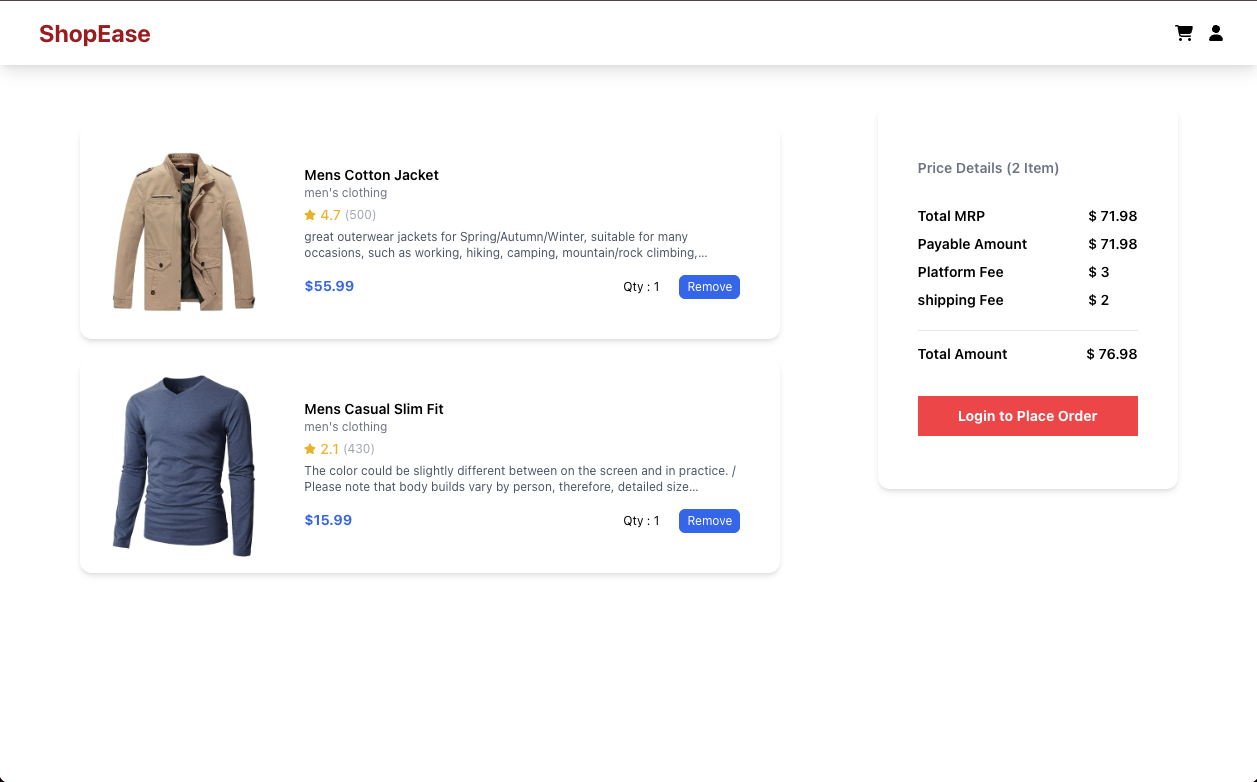 ShopEase
Mens Cotton Jacket
men's clothing
4.7 (500)
great outerwear jackets for Spring/Autumn/Winter, suitable for many
occasions, such as working, hiking, camping, mountain/rock climbing,...
$55.99
Qty : 1
Remove
Mens Casual Slim Fit
men's clothing
2.1 (430)
The color could be slightly different between on the screen and in practice. /
Please note that body builds vary by person, therefore, detailed size...
$15.99
Qty : 1
Remove
Price Details (2 Item)
Total MRP $ 71.98
Payable Amount $ 71.98
Platform Fee $ 3
shipping Fee $ 2
Total Amount $ 76.98
Login to Place Order